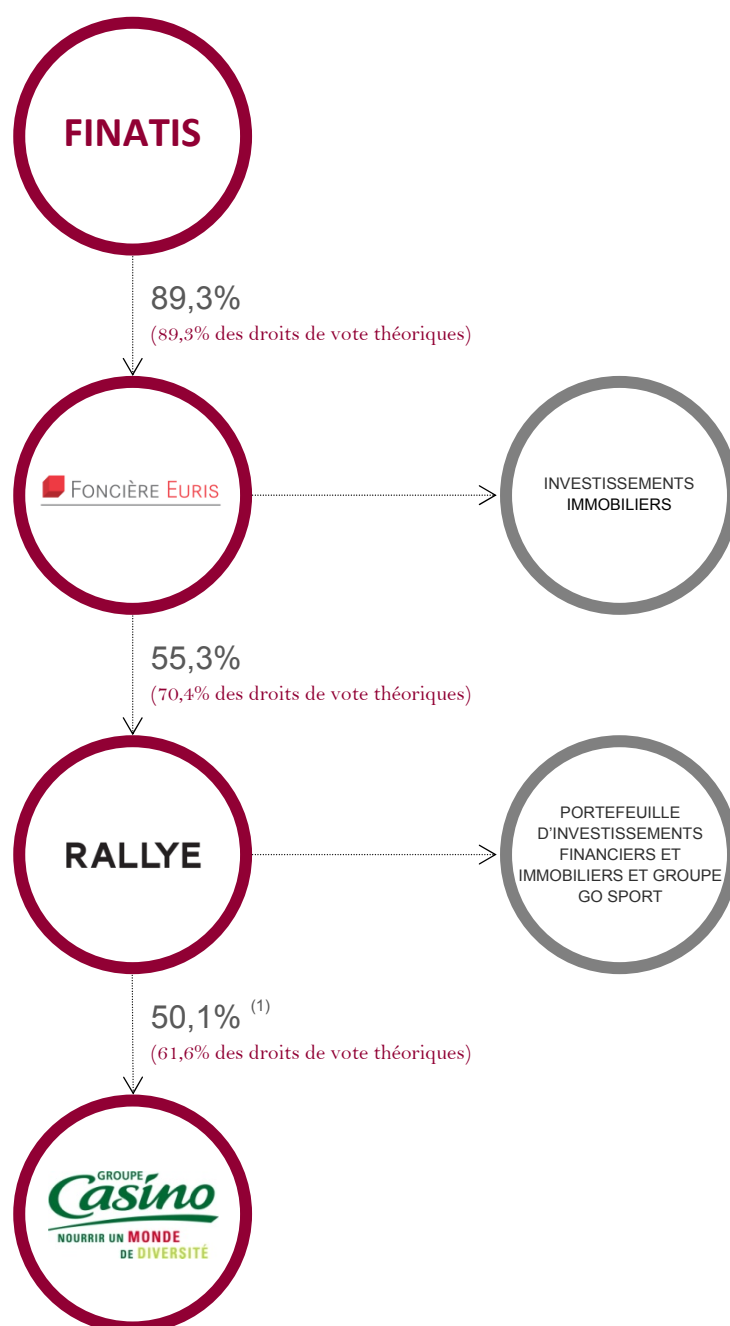 FINATIS
89,3%
(89,3% des droits de vote théoriques)
FONCIÈRE EURIS
INVESTISSEMENTS
IMMOBILIERS
55,3%
(70,4% des droits de vote théoriques)
RALLYE
PORTEFEUILLE
D'INVESTISSEMENTS
FINANCIERS ET
IMMOBILIERS ET GROUPE
GO SPORT
50,1% (1)
(61,6% des droits de vote théoriques)
GROUPE
Casino
NOURRIR UN MONDE
DE DIVERSITÉ